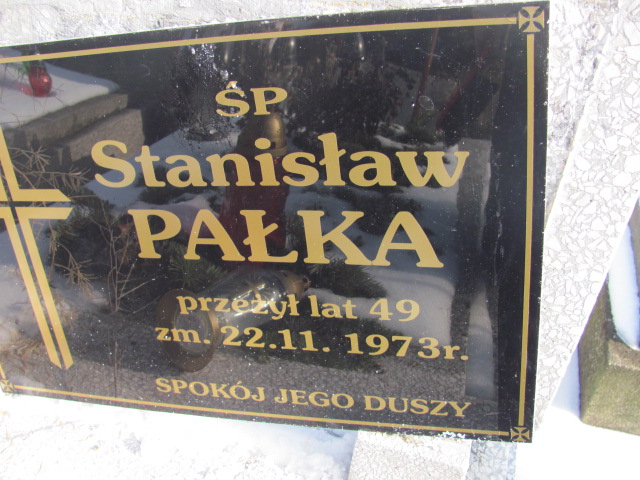 ŚP
Stanisław
PAŁKA
przeżył lat 49
zm. 22.11. 1973r.
SPOKÓJ JEGO DUSZY